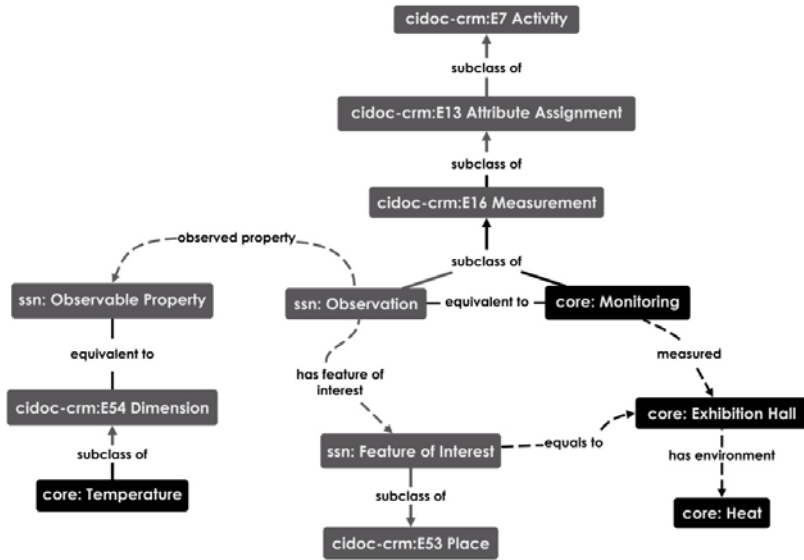 cidoc-crm:E7 Activity
subclass of
cidoc-crm:E13 Attribute Assignment
subclass of
cidoc-crm:E16 Measurement
observed property
subclass of
ssn: Observable Property
ssn: Observation
equivalent to
core: Monitoring
equivalent to
has feature of
interest
measured
cidoc-crm:E54 Dimension
core: Exhibition Hall
subclass of
ssn: Feature of Interest
equals to
has environment
core: Temperature
subclass of
core: Heat
cidoc-crm:E53 Place